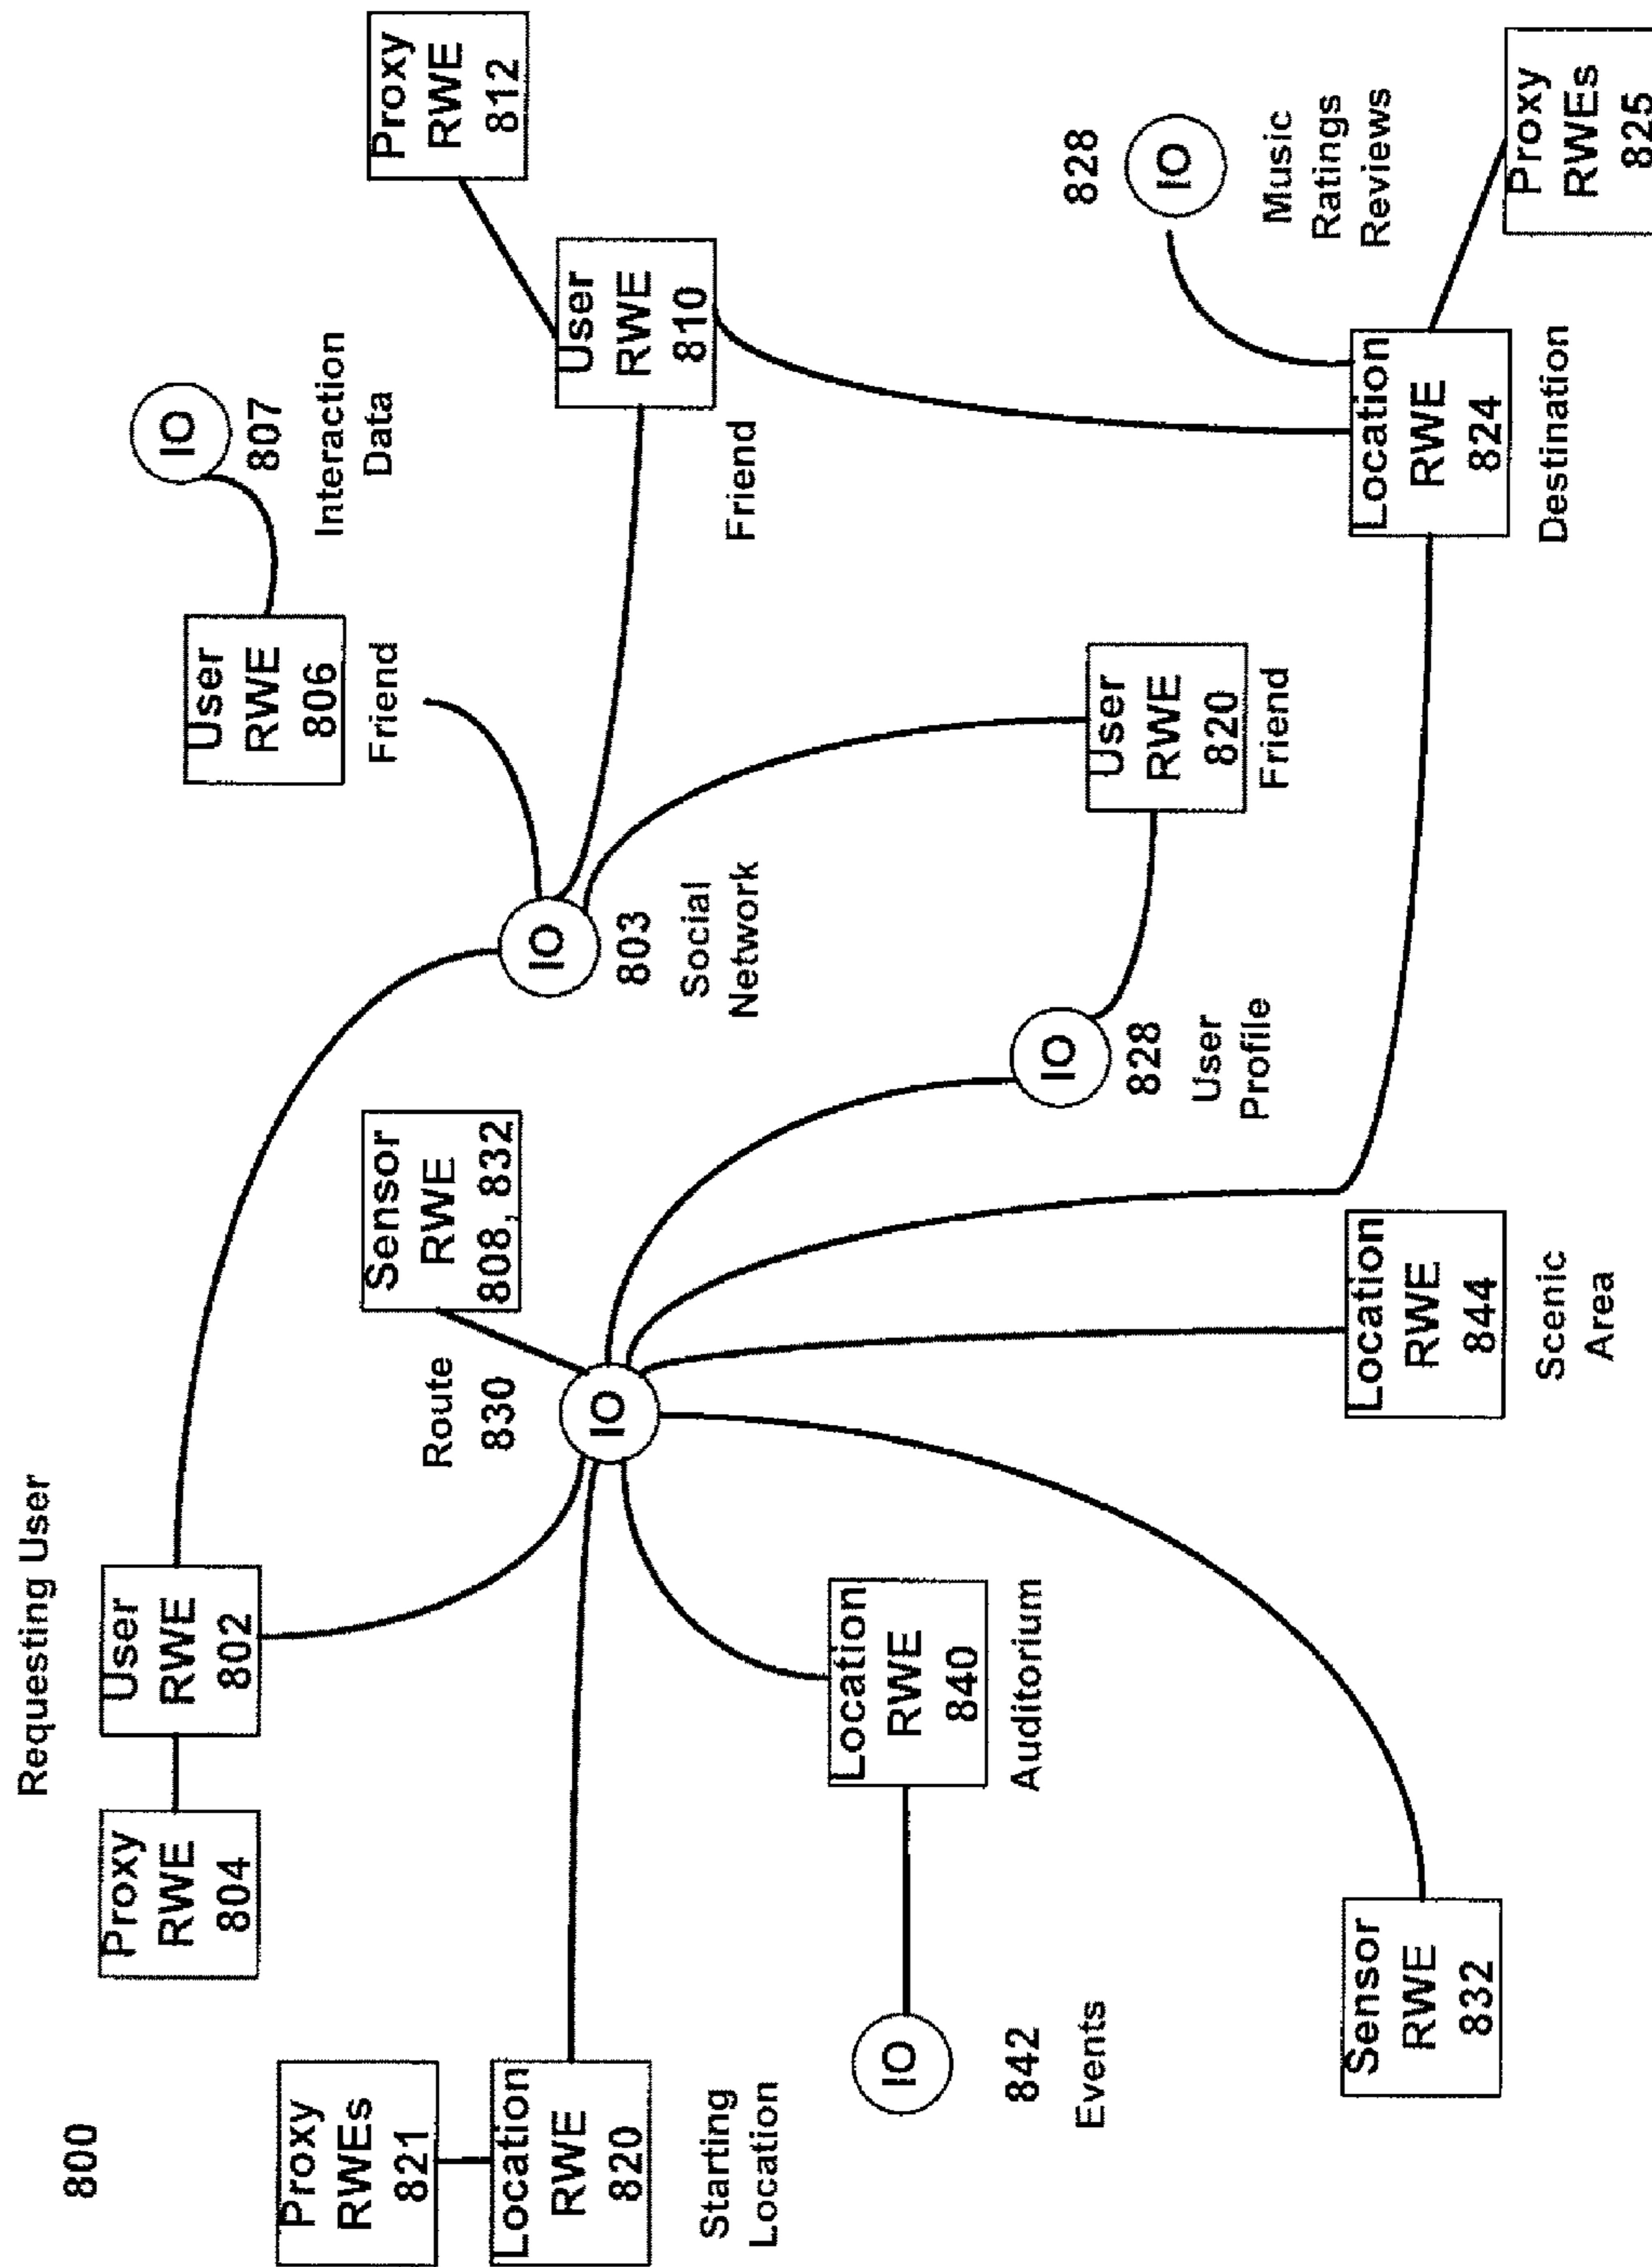 800
Requesting User
Proxy
RWE
804
User
RWE
802
Proxy
RWEs
821
Location
RWE
820
Starting
Location
Route
830
IO
Sensor
RWE
808, 832
IO
803
Social
Network
User
RWE
806
Friend
IO
807
Interaction
Data
Proxy
RWE
812
User
RWE
810
Friend
IO
842
Events
Location
RWE
840
Auditorium
IO
828
User
Profile
User
RWE
820
Friend
828
IO
Music
Ratings
Reviews
Sensor
RWE
832
Location
RWE
844
Scenic
Area
Location
RWE
824
Destination
Proxy
RWEs
825